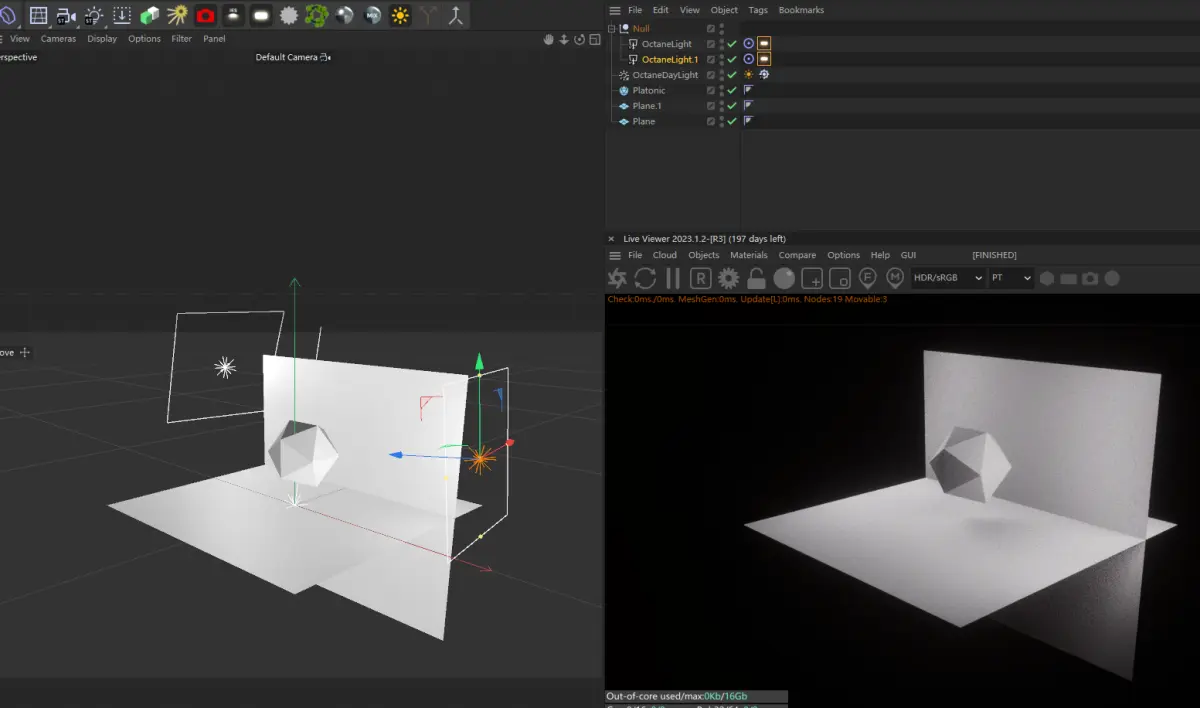 View Cameras Display Options Filter Panel
erspective
Default Camera
ove
File Edit View Object Tags Bookmarks
Null
OctaneLight
OctaneLight.1
OctaneDayLight
Platonic
Plane.1
Plane
Live Viewer 2023.1.2-[R3] (197 days left)
File Cloud Objects Materials Compare Options Help GUI [FINISHED]
R F M HDR/sRGB PT
Check:0ms./0ms. MeshGen:0ms. Update[L]:0ms. Nodes:19 Movable:3
Out-of-core used/max:0Kb/16Gb